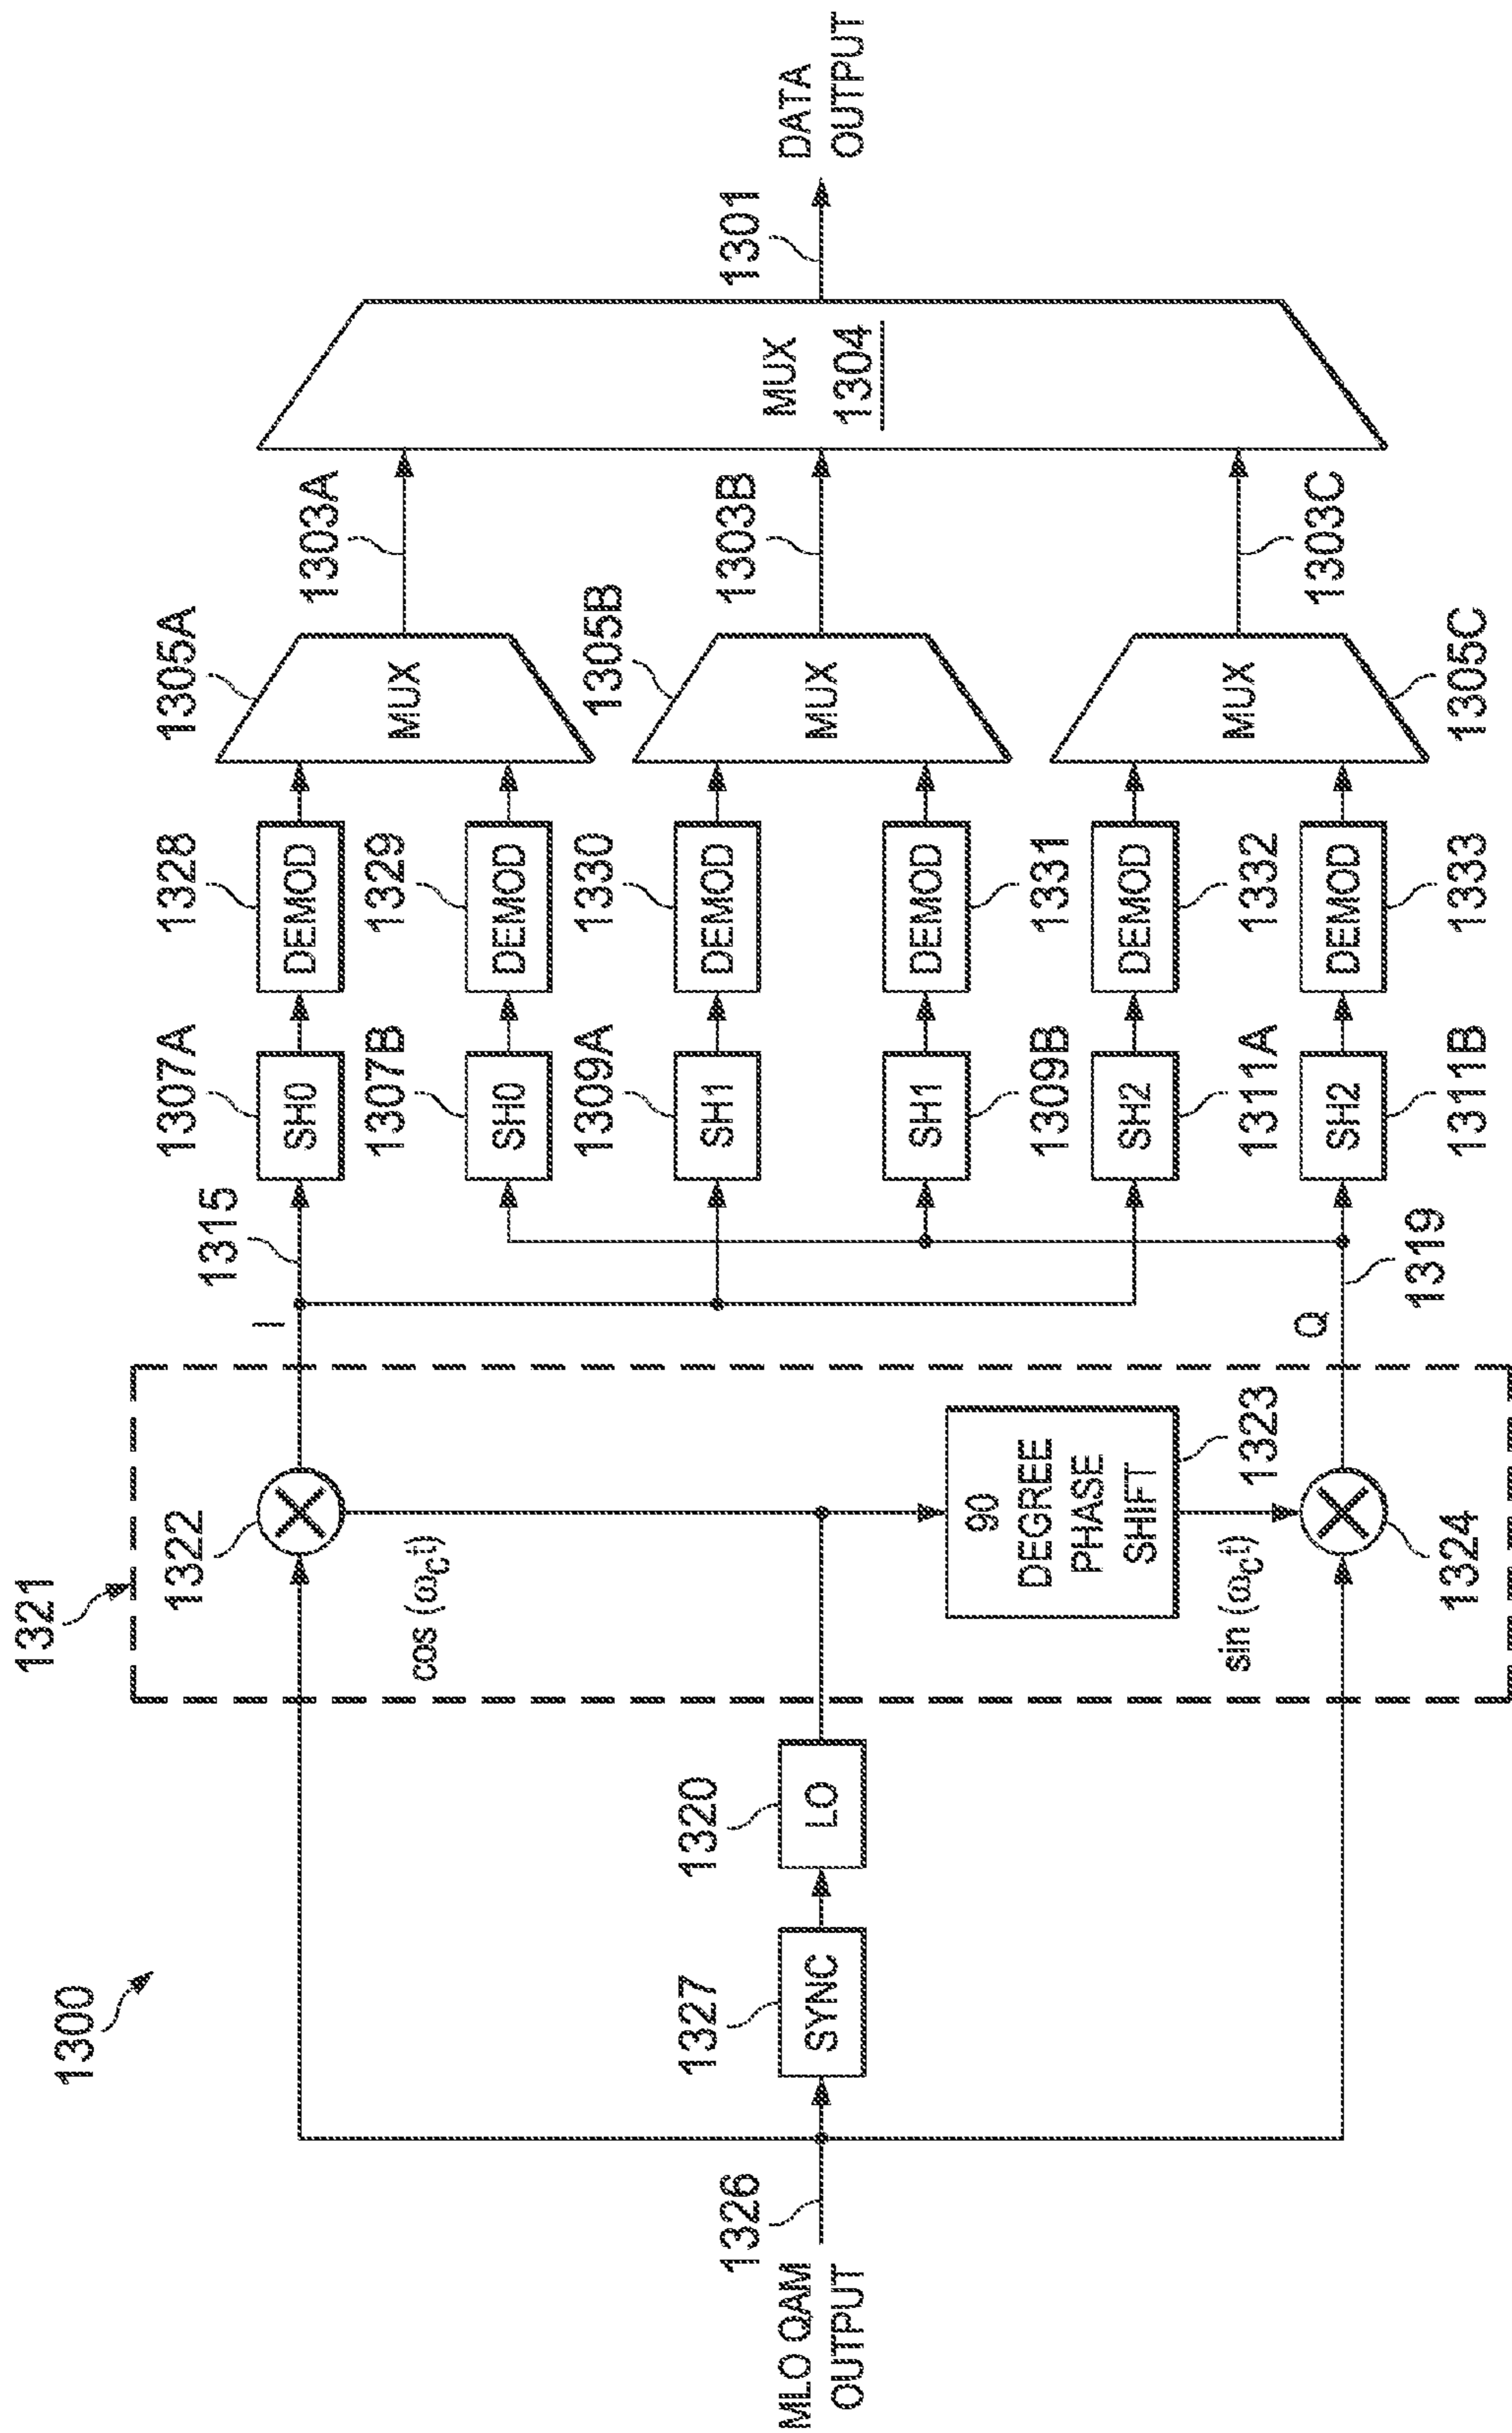 1300
MLO QAM
OUTPUT
1326
1327
SYNC
1320
LO
1321
1322
cos (ωct)
90
DEGREE
PHASE
SHIFT
1323
sin (ωct)
1324
I
1315
Q
1319
1307A
SH0
1307B
SH0
1309A
SH1
SH1
1309B
SH2
1311A
SH2
1311B
1328
DEMOD
1329
DEMOD
1330
DEMOD
DEMOD
1331
DEMOD
1332
DEMOD
1333
1305A
MUX
1305B
MUX
MUX
1305C
1303A
1303B
1303C
MUX
1304
1301
DATA
OUTPUT